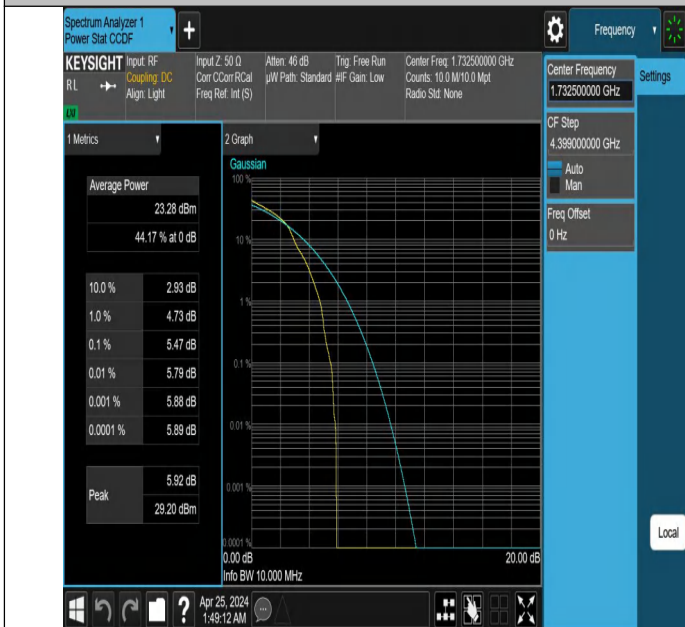 Spectrum Analyzer 1
Power Stat CCDF
+
Frequency
KEYSIGHT
RL
LXI
Input: RF
Coupling: DC
Align: Light
Input Z: 50 Ω
Corr CCorr RCal
Freq Ref: Int (S)
Atten: 46 dB
µW Path: Standard
Trig: Free Run
#IF Gain: Low
Center Freq: 1.732500000 GHz
Counts: 10.0 M/10.0 Mpt
Radio Std: None
Center Frequency
1.732500000 GHz
Settings
CF Step
4.399000000 GHz
Auto
Man
Freq Offset
0 Hz
Local
1 Metrics
Average Power
23.28 dBm
44.17 % at 0 dB
10.0 % 2.93 dB
1.0 % 4.73 dB
0.1 % 5.47 dB
0.01 % 5.79 dB
0.001 % 5.88 dB
0.0001 % 5.89 dB
Peak 5.92 dB
29.20 dBm
2 Graph
Gaussian
100 %
10 %
1 %
0.1 %
0.01 %
0.001 %
0.0001 %
0.00 dB 20.00 dB
Info BW 10.000 MHz
?
Apr 25, 2024
1:49:12 AM